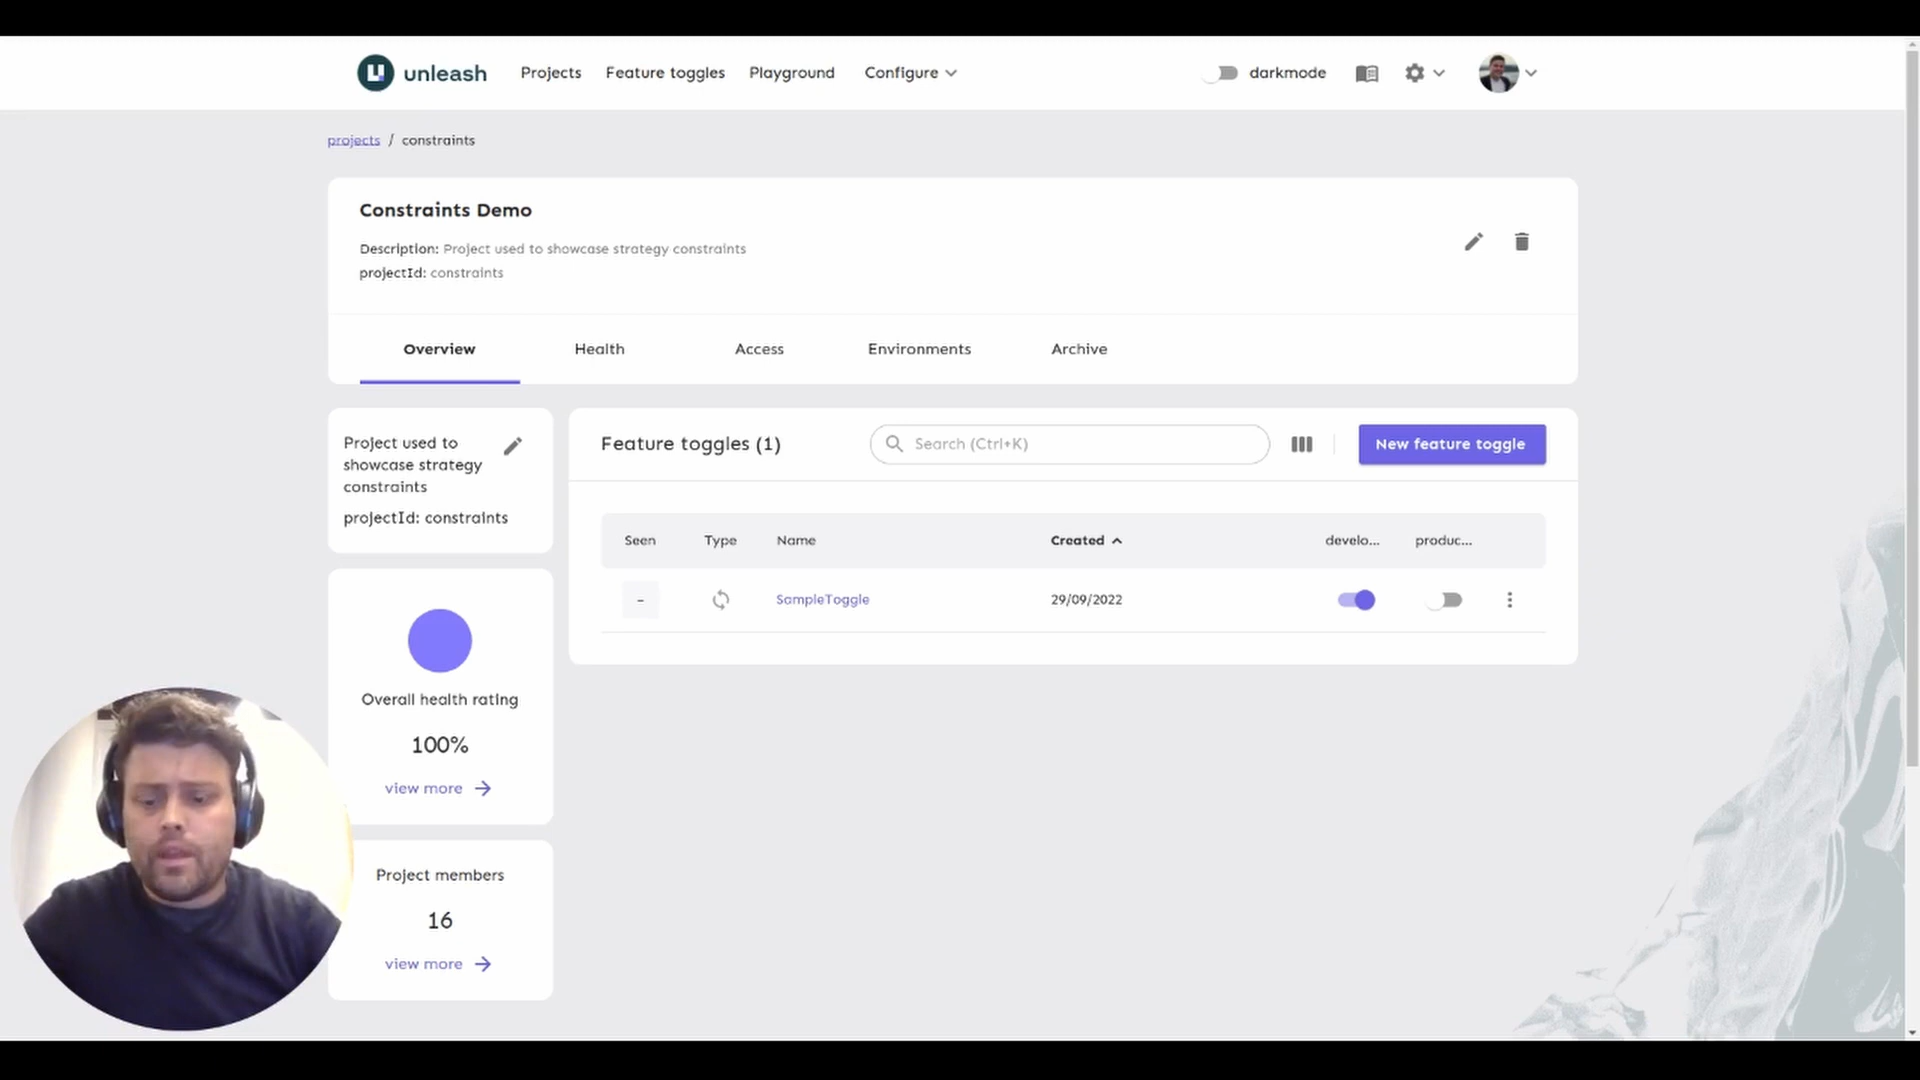 unleash Projects Feature toggles Playground Configure darkmode
projects / constraints
Constraints Demo
Description: Project used to showcase strategy constraints
projectId: constraints
Overview Health Access Environments Archive
Project used to
showcase strategy
constraints
projectId: constraints
Overall health rating
100%
view more
Project members
16
view more
Feature toggles (1) Search (Ctrl+K) New feature toggle
Seen Type Name Created develo... produc...
- SampleToggle 29/09/2022